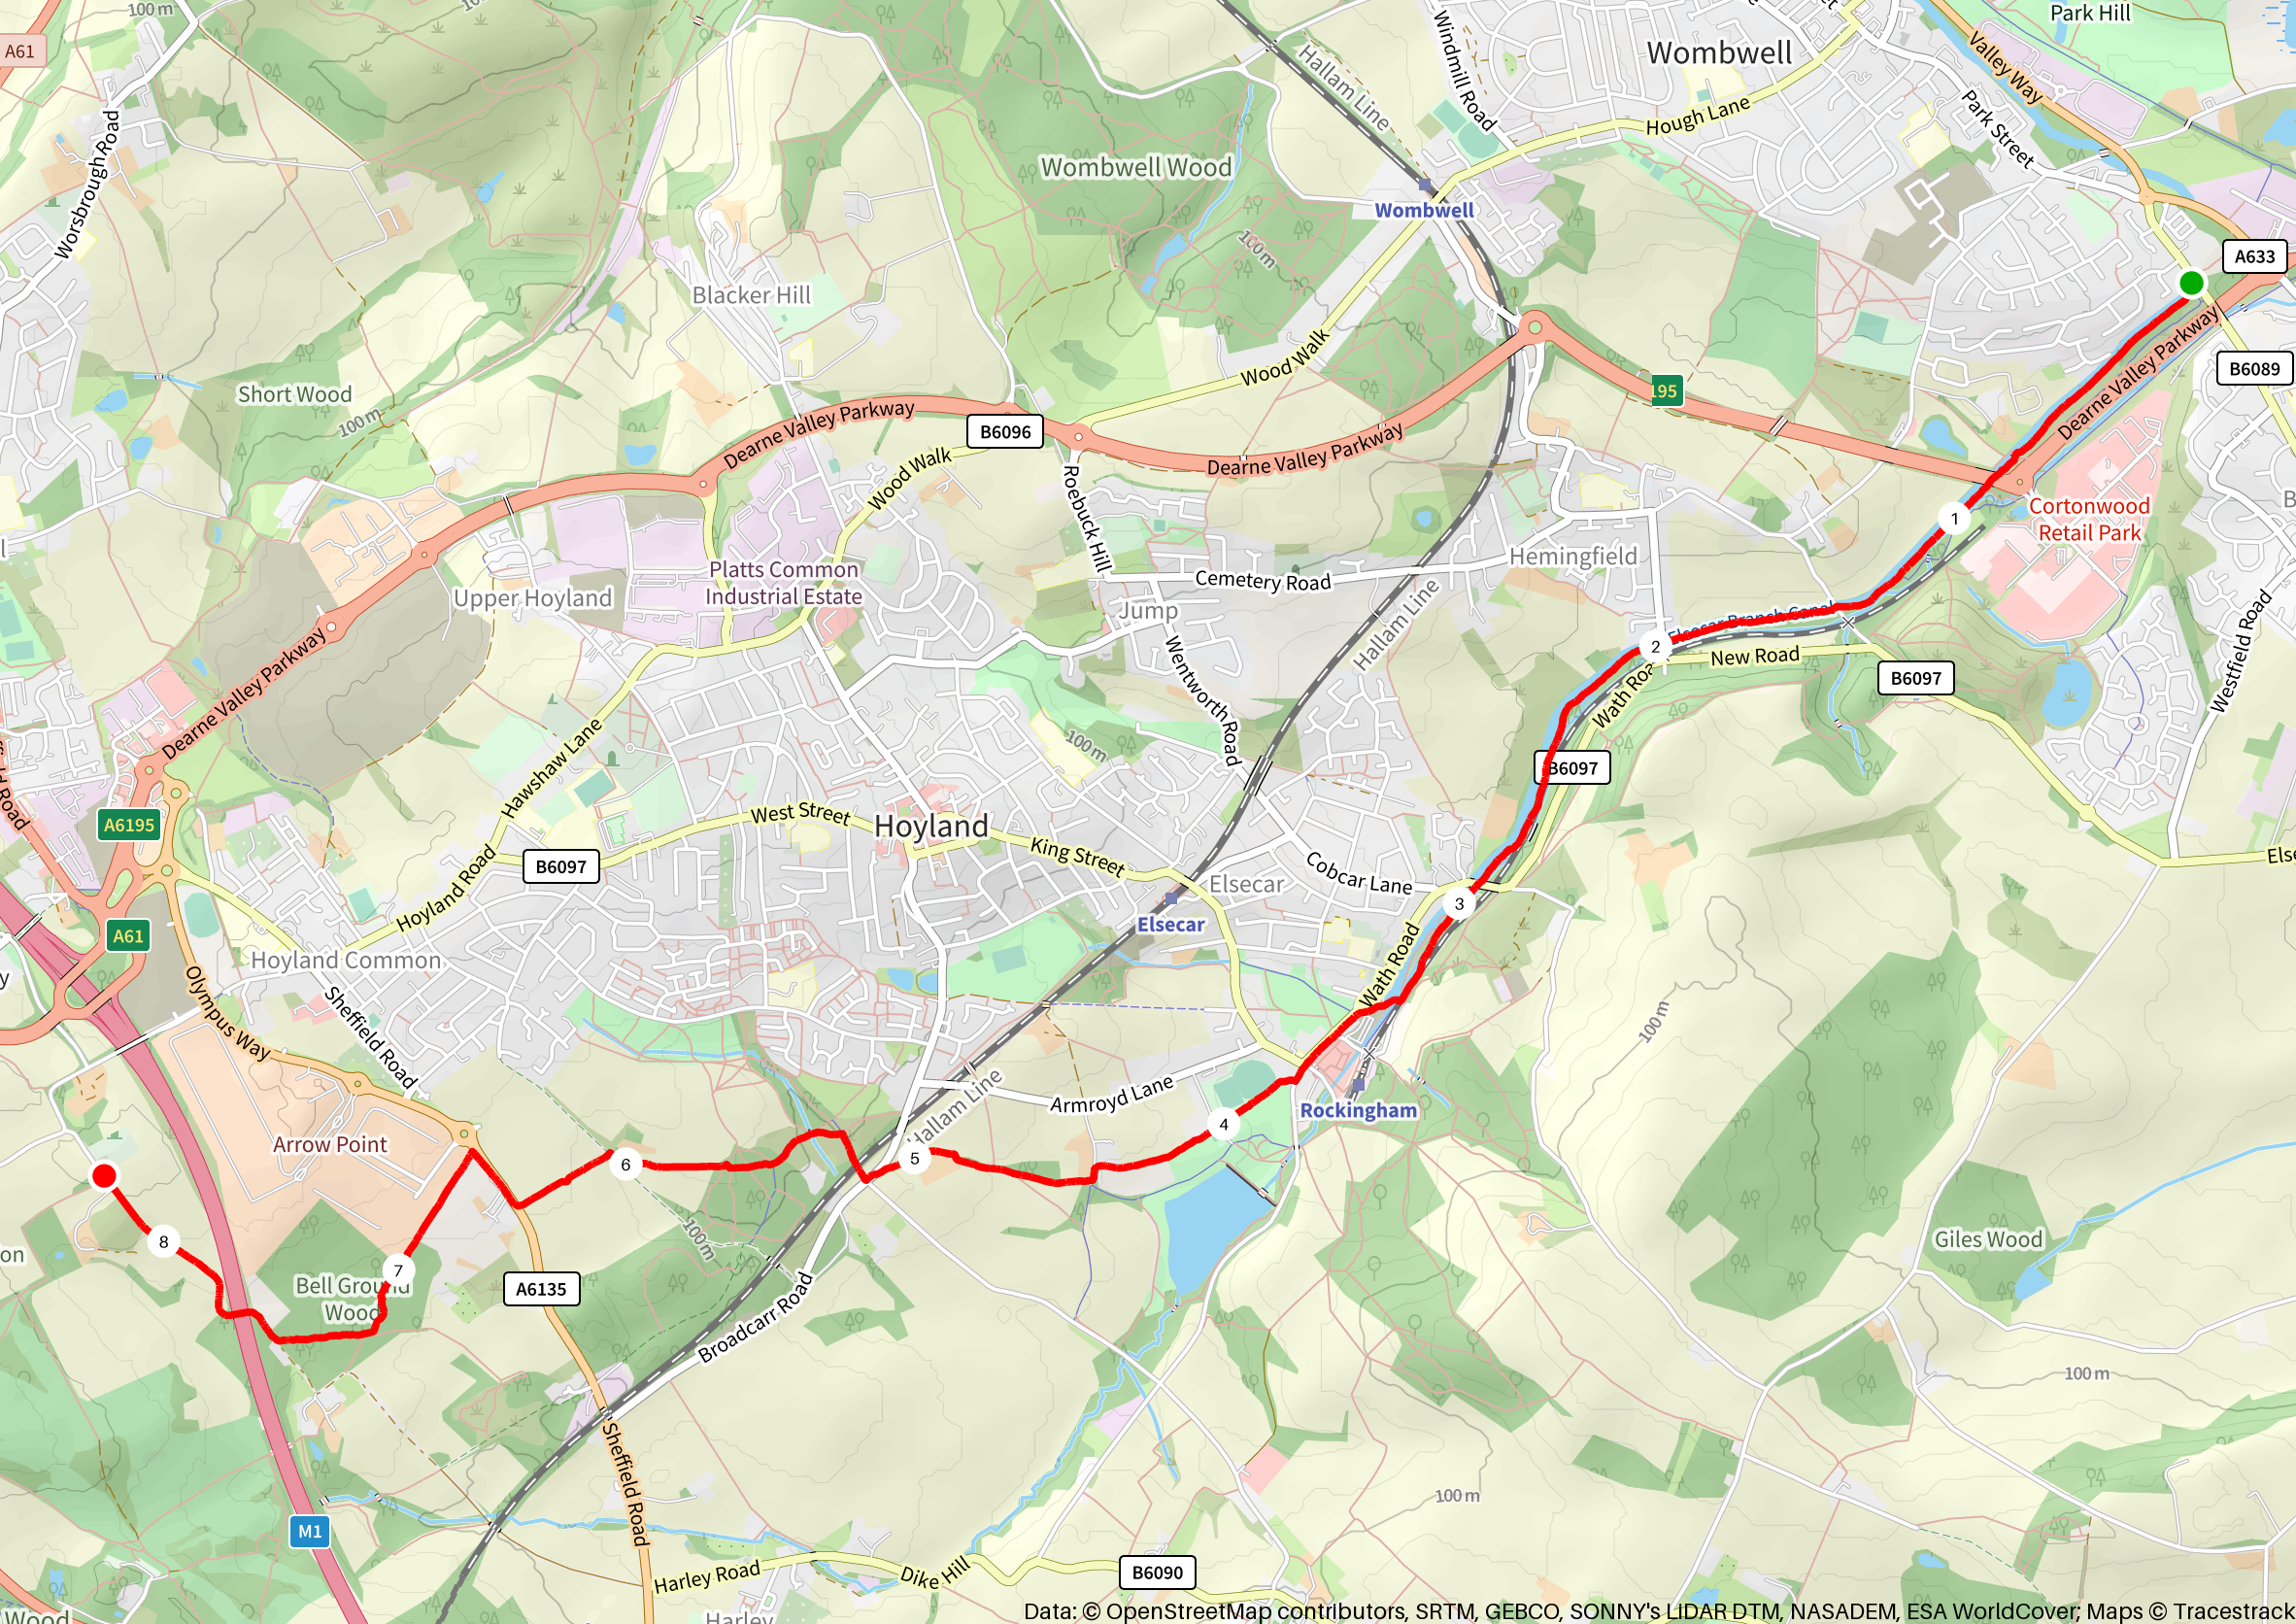 100 m
Park Hill
A61
Wombwell
Valley Way
Windmill Road
Hallam Line
Hough Lane
Park Street
Worsbrough Road
Wombwell Wood
Wombwell
100m
A633
Blacker Hill
Dearne Valley Parkway
B6089
Wood Walk
Short Wood
195
100 m
Dearne Valley Parkway
B6096
Dearne Valley Parkway
Wood Walk
Roebuck Hill
Cortonwood
Retail Park
1
Hemingfield
Platts Common
Industrial Estate
Cemetery Road
Upper Hoyland
Jump
Hallam Line
Elsecar Branch Canal
2
New Road
B6097
Westfield Road
Dearne Valley Parkway
Wentworth Road
Wath Roa
100m
Hawshaw Lane
B6097
A6195
West Street
Hoyland
King Street
B6097
Cobcar Lane
Elsecar
Hoyland Road
3
Elsecar
A61
Hoyland Common
Wath Road
Olympus Way
Sheffield Road
100 m
Armroyd Lane
Hallam Line
Rockingham
4
Arrow Point
5
6
100 m
8
Giles Wood
7
Bell Ground
Wood
A6135
Broadcarr Road
100 m
Sheffield Road
100 m
M1
Harley Road
Dike Hill
B6090
Wood
Harley
Data: © OpenStreetMap contributors, SRTM, GEBCO, SONNY's LiDAR DTM, NASADEM, ESA WorldCover; Maps © Tracestrack